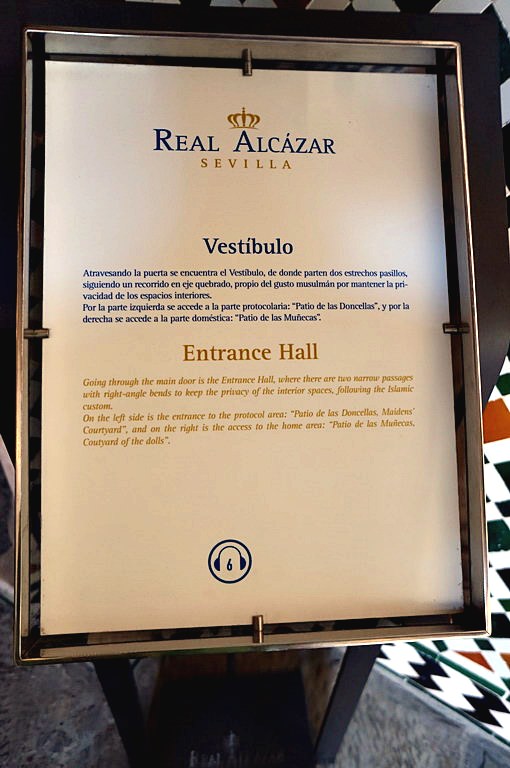 REAL ALCÁZAR
SEVILLA
Vestíbulo
Atravesando la puerta se encuentra el Vestíbulo, de donde parten dos estrechos pasillos,
siguiendo un recorrido en eje quebrado, propio del gusto musulmán por mantener la pri-
vacidad de los espacios interiores.
Por la parte izquierda se accede a la parte protocolaria: “Patio de las Doncellas”, y por la
derecha se accede a la parte doméstica: “Patio de las Muñecas”.
Entrance Hall
Going through the main door is the Entrance Hall, where there are two narrow passages
with right-angle bends to keep the privacy of the interior spaces, following the Islamic
custom.
On the left side is the entrance to the protocol area: “Patio de las Doncellas, Maidens’
Courtyard”, and on the right is the access to the home area: “Patio de las Muñecas,
Coutyard of the dolls”.
6
REAL ALCÁZAR